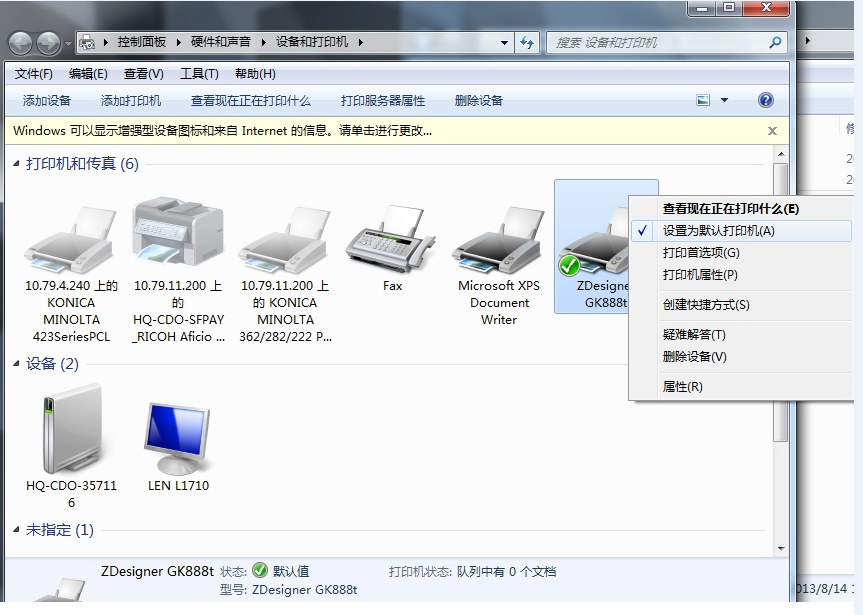 控制面板 ▸ 硬件和声音 ▸ 设备和打印机 ▸
搜索 设备和打印机
文件(F) 编辑(E) 查看(V) 工具(T) 帮助(H)
添加设备 添加打印机 查看现在正在打印什么 打印服务器属性 删除设备
Windows 可以显示增强型设备图标和来自 Internet 的信息。请单击进行更改...
打印机和传真 (6)
10.79.4.240 上的
KONICA
MINOLTA
423SeriesPCL
10.79.11.200 上
的
HQ-CDO-SFPAY
_RICOH Aficio ...
10.79.11.200 上
的 KONICA
MINOLTA
362/282/222 P...
Fax
Microsoft XPS
Document
Writer
ZDesigne
GK888t
查看现在正在打印什么(E)
设置为默认打印机(A)
打印首选项(G)
打印机属性(P)
创建快捷方式(S)
疑难解答(T)
删除设备(V)
属性(R)
设备 (2)
HQ-CDO-35711
6
LEN L1710
未指定 (1)
ZDesigner GK888t 状态: 默认值 打印机状态: 队列中有 0 个文档
型号: ZDesigner GK888t
013/8/14